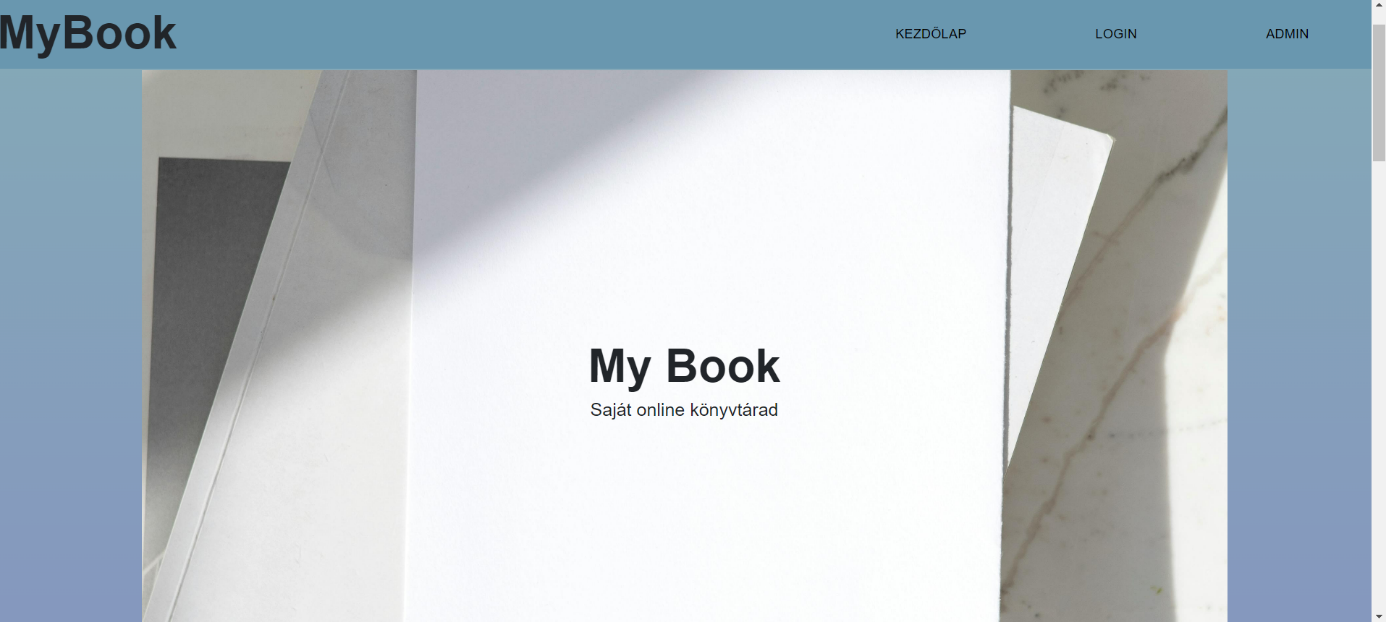 MyBook
KEZDŐLAP
LOGIN
ADMIN
My Book
Saját online könyvtárad